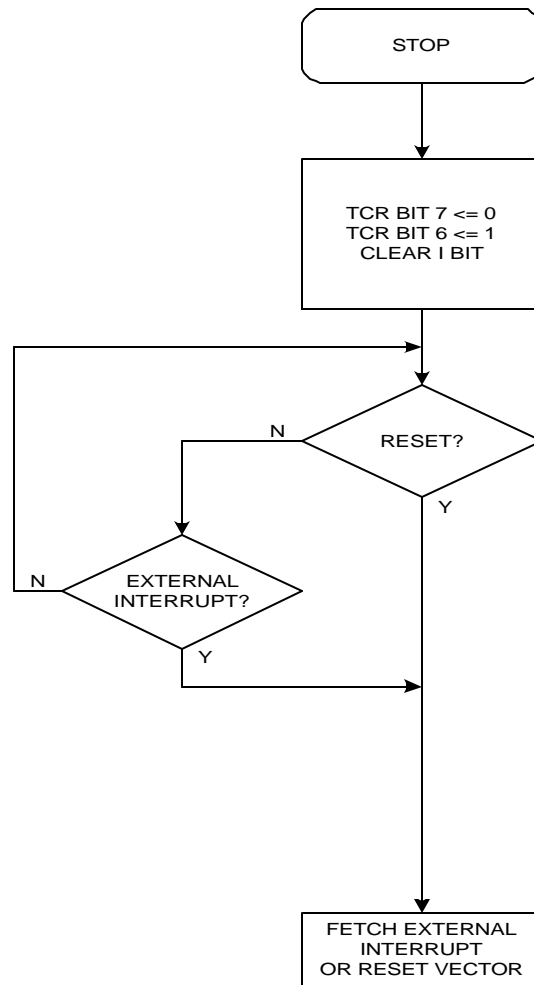 STOP
TCR BIT 7 <= 0
TCR BIT 6 <= 1
CLEAR I BIT
N
RESET?
Y
N
EXTERNAL
INTERRUPT?
Y
FETCH EXTERNAL
INTERRUPT
OR RESET VECTOR